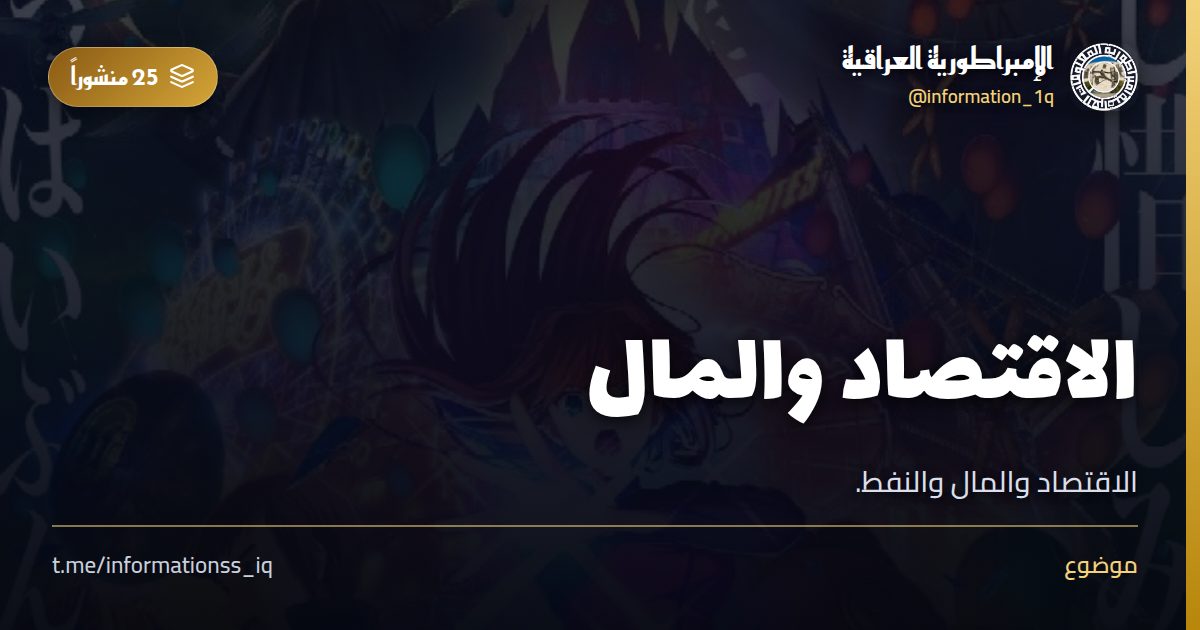 الإمبراطورية العراقية
@information_1q
25 منشوراً
الاقتصاد والمال
الاقتصاد والمال والنفط.
موضوع
t.me/informationss_iq